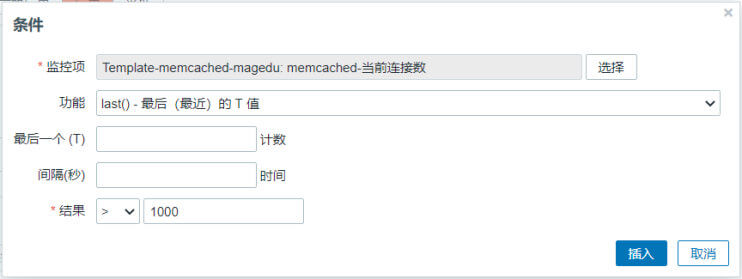 条件
* 监控项 Template-memcached-magedu: memcached-当前连接数 选择
功能 last() - 最后（最近）的 T 值
最后一个 (T) 计数
间隔(秒) 时间
* 结果 > 1000
插入 取消